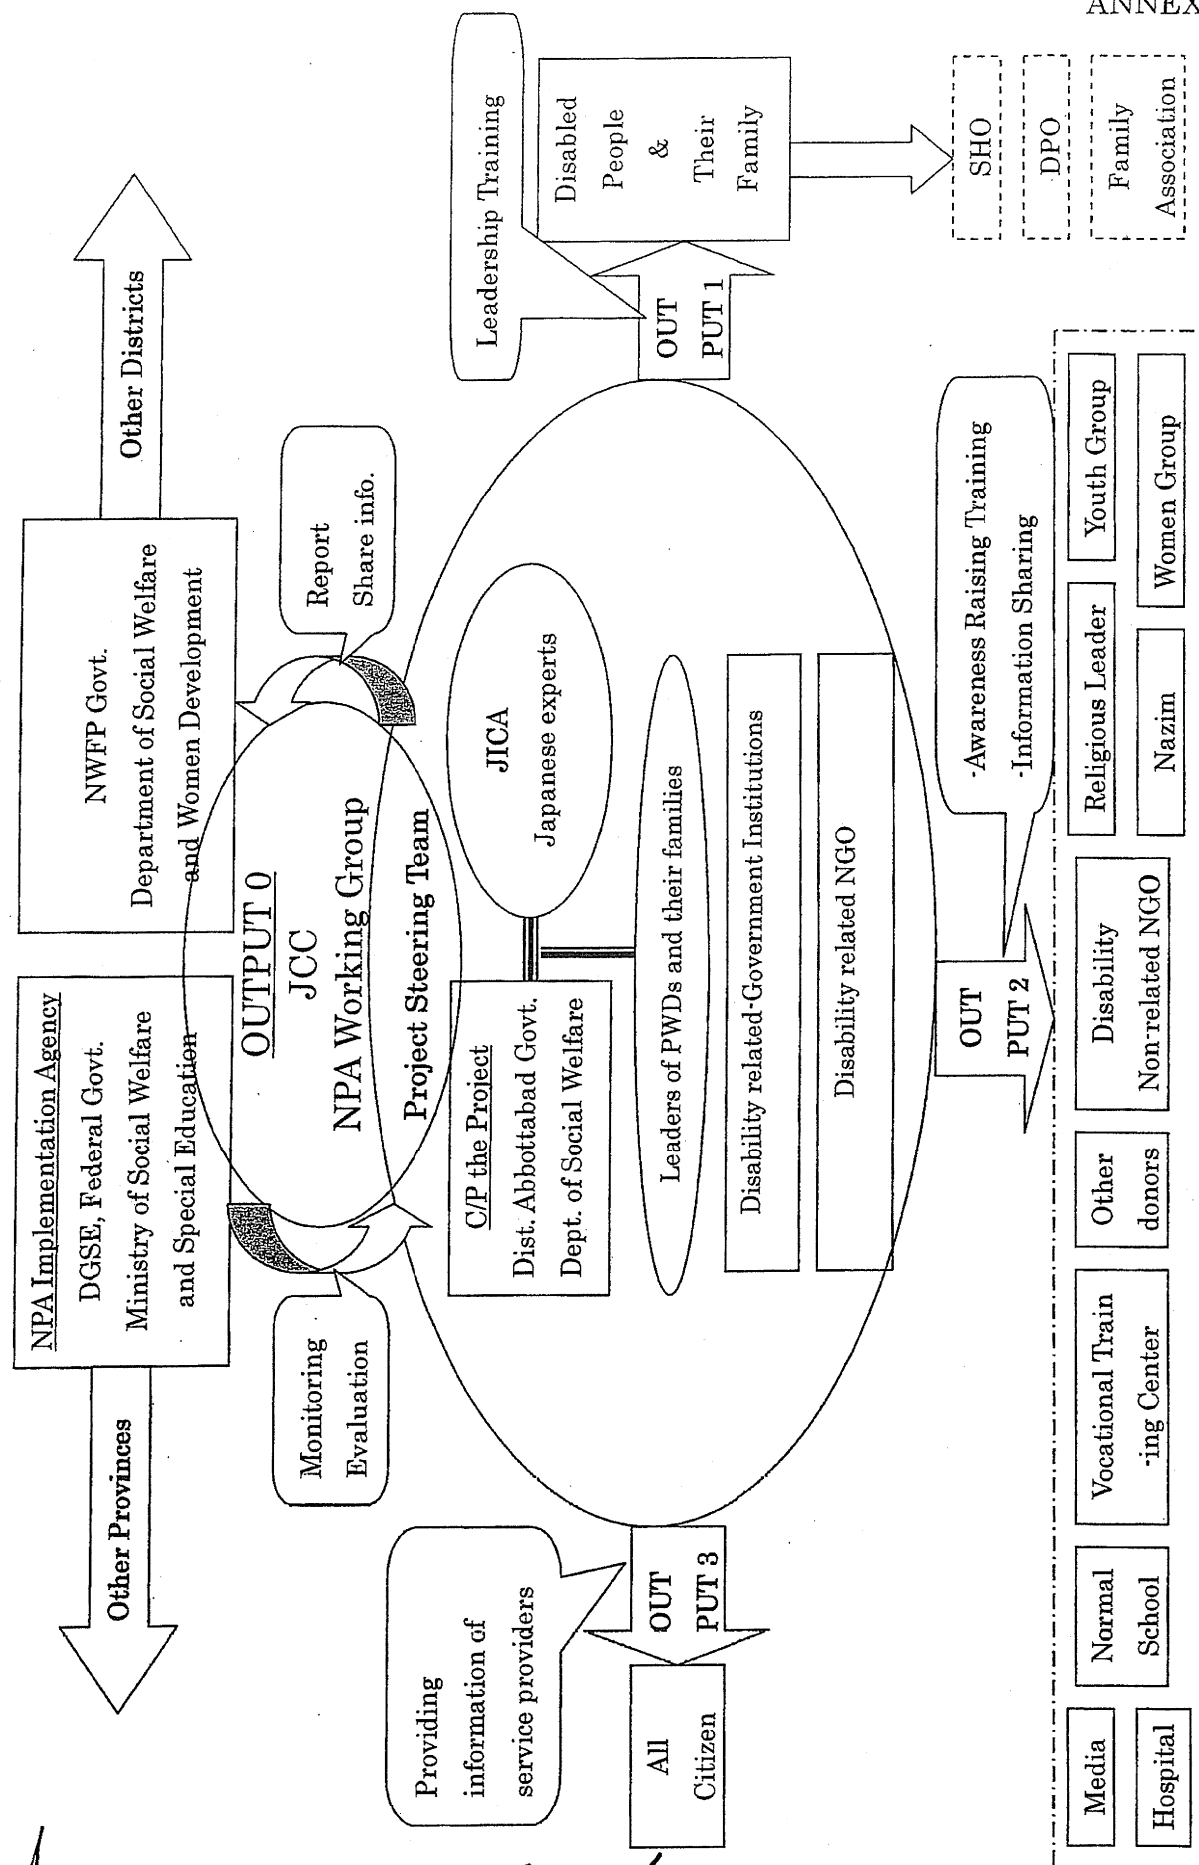 ANNEX
NPA Implementation Agency
DGSE, Federal Govt.
Ministry of Social Welfare
and Special Education
NWFP Govt.
Department of Social Welfare
and Women Development
Other Provinces
Other Districts
OUTPUT 0
JCC
NPA Working Group
Project Steering Team
Monitoring
Evaluation
Report
Share info.
C/P the Project
Dist. Abbottabad Govt.
Dept. of Social Welfare
JICA
Japanese experts
Leaders of PWDs and their families
Disability related-Government Institutions
Disability related NGO
Providing
information of
service providers
OUT
PUT 3
All
Citizen
Leadership Training
OUT
PUT 1
Disabled
People
&
Their
Family
SHO
DPO
Family
Association
OUT
PUT 2
-Awareness Raising Training
-Information Sharing
Media
Hospital
Normal
School
Vocational Train
-ing Center
Other
donors
Disability
Non-related NGO
Religious Leader
Youth Group
Nazim
Women Group